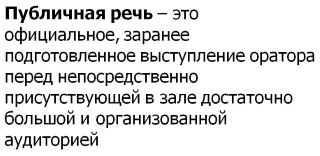 Публичная речь – это
официальное, заранее
подготовленное выступление оратора
перед непосредственно
присутствующей в зале достаточно
большой и организованной
аудиторией